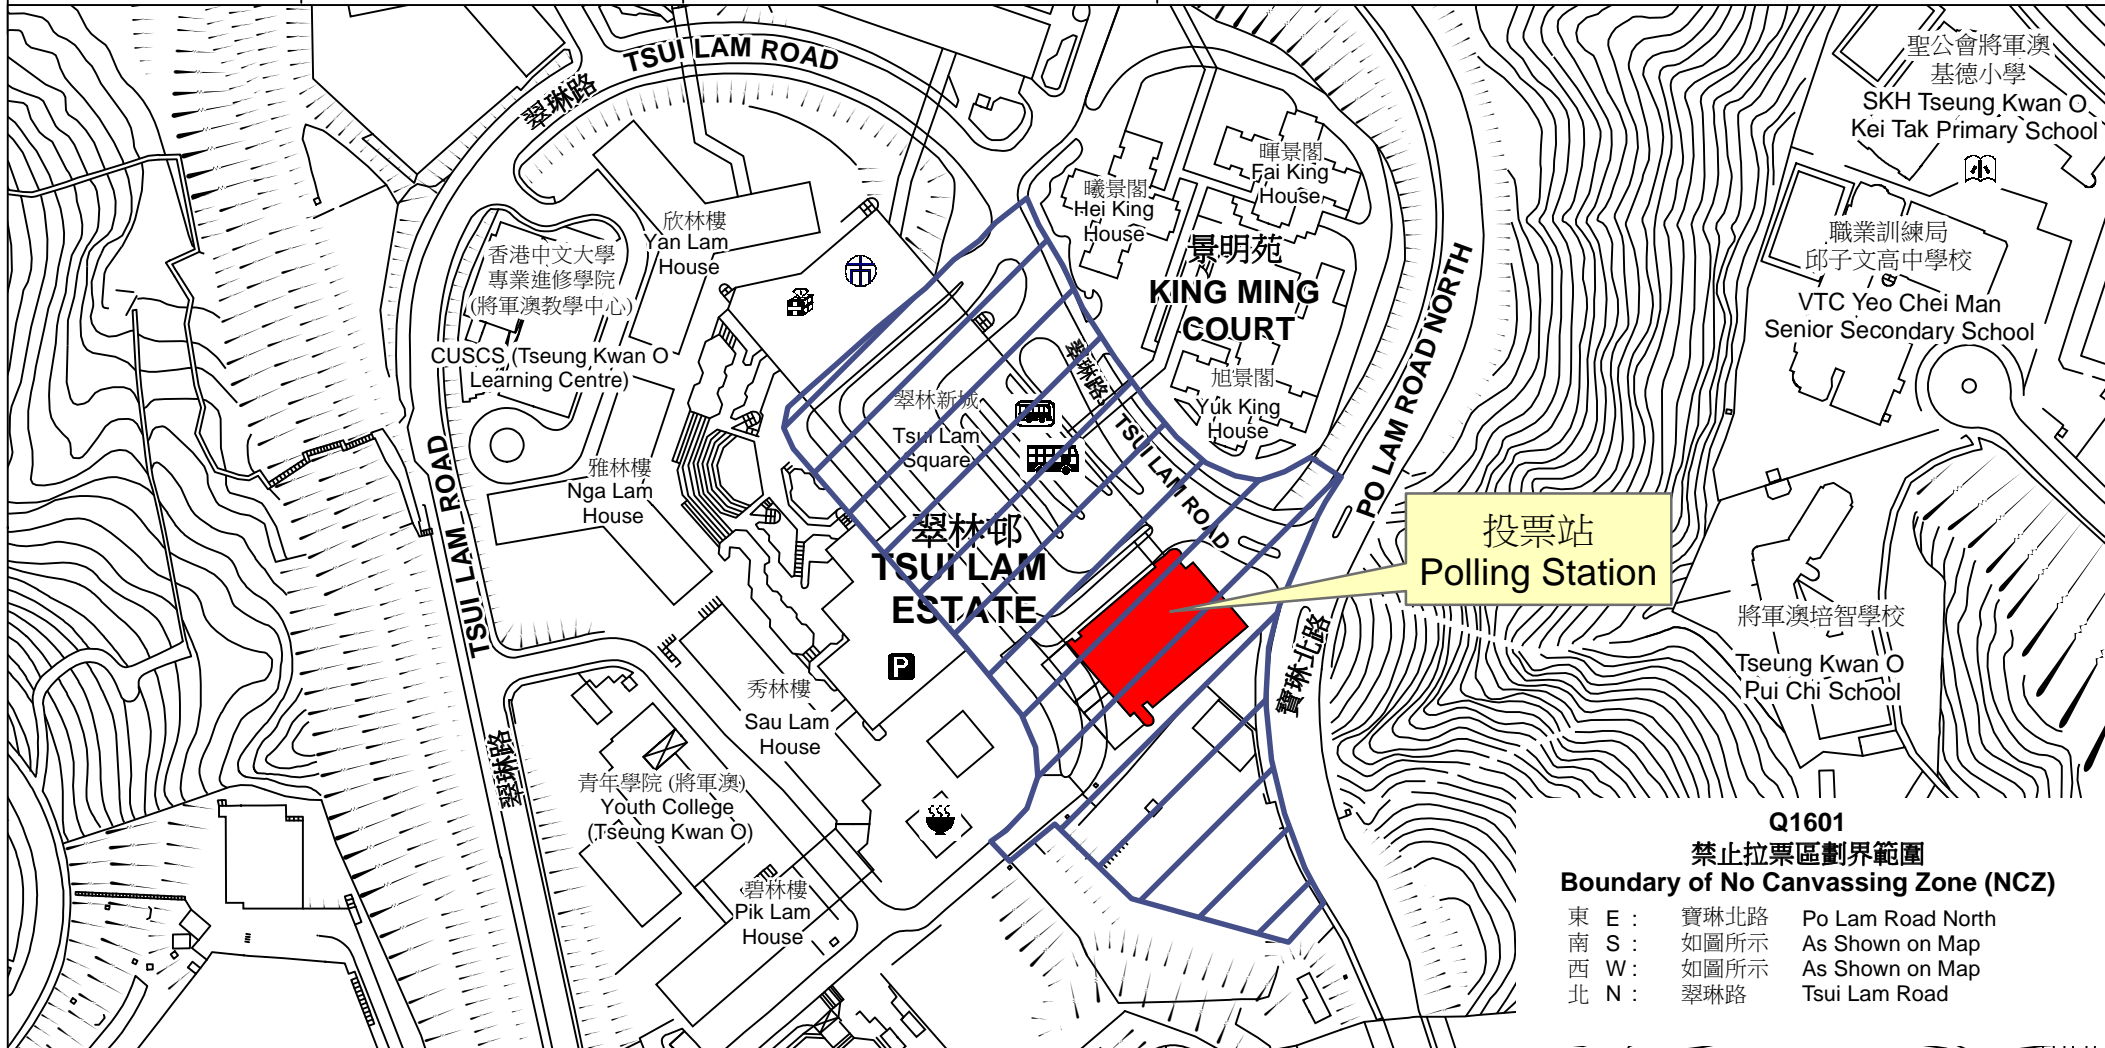 TSUI LAM ROAD
翠琳路
聖公會將軍澳
基德小學
SKH Tseung Kwan O
Kei Tak Primary School
暉景閣
Fai King
House
曦景閣
Hei King
House
欣林樓
Yan Lam
House
香港中文大學
專業進修學院
(將軍澳教學中心)
CUSCS (Tseung Kwan O
Learning Centre)
景明苑
KING MING
COURT
職業訓練局
邱子文高中學校
VTC Yeo Chei Man
Senior Secondary School
PO LAM ROAD NORTH
翠琳路
TSUI LAM ROAD
旭景閣
Yuk King
House
翠林新城
Tsui Lam
Square
雅林樓
Nga Lam
House
TSUI LAM ROAD
翠琳路
翠林邨
TSUI LAM
ESTATE
投票站
Polling Station
寶琳北路
將軍澳培智學校
Tseung Kwan O
Pui Chi School
P
秀林樓
Sau Lam
House
青年學院 (將軍澳)
Youth College
(Tseung Kwan O)
碧林樓
Pik Lam
House
Q1601
禁止拉票區劃界範圍
Boundary of No Canvassing Zone (NCZ)
東 E : 寶琳北路 Po Lam Road North
南 S : 如圖所示 As Shown on Map
西 W : 如圖所示 As Shown on Map
北 N : 翠琳路 Tsui Lam Road